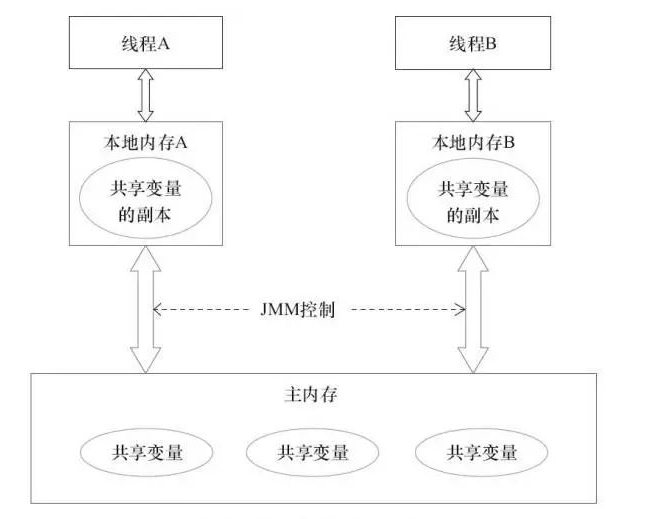 线程A
线程B
本地内存A
共享变量
的副本
本地内存B
共享变量
的副本
JMM控制
主内存
共享变量
共享变量
共享变量